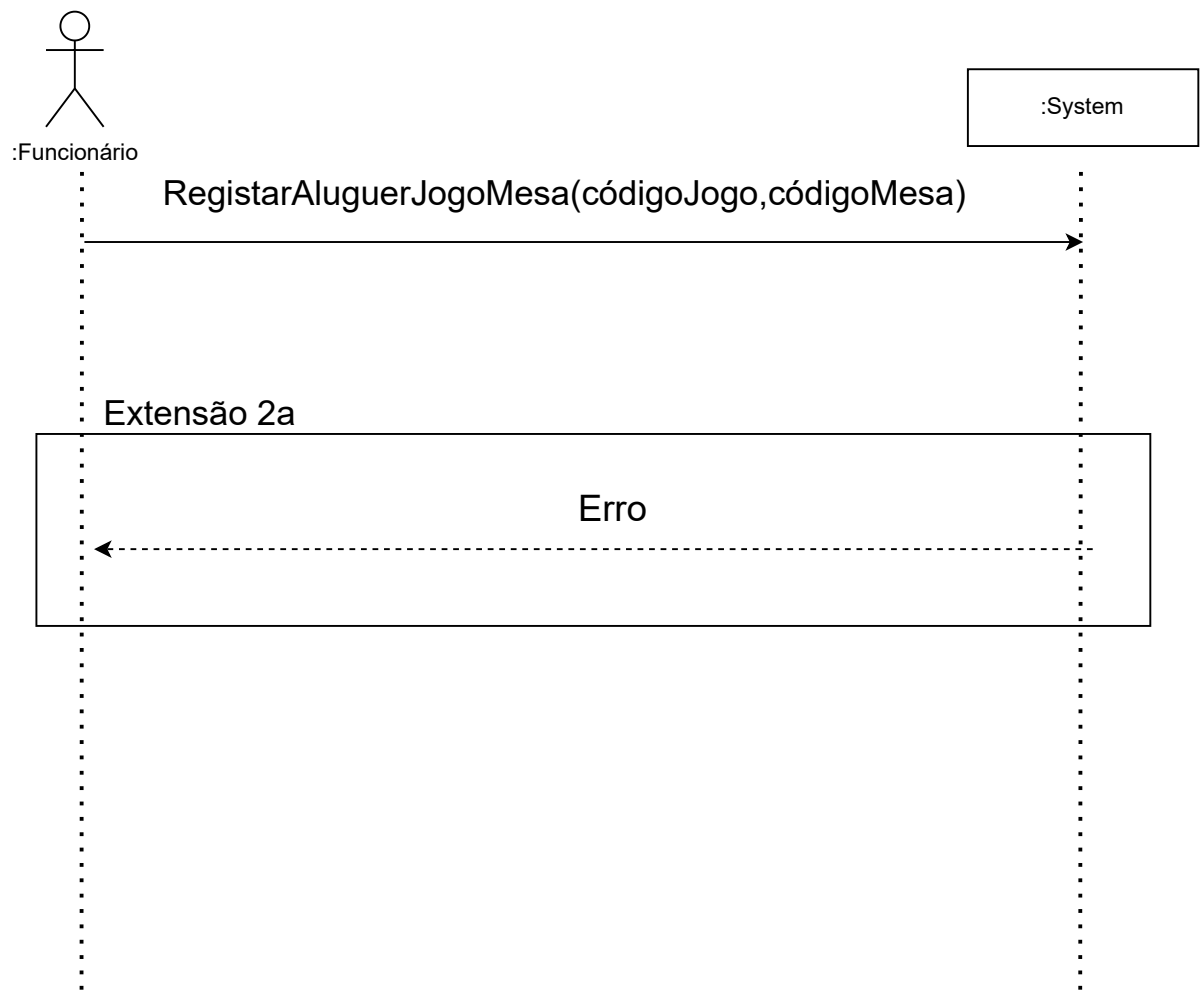 :System
:Funcionário
RegistarAluguerJogoMesa(códigoJogo,códigoMesa)
Extensão 2a
Erro